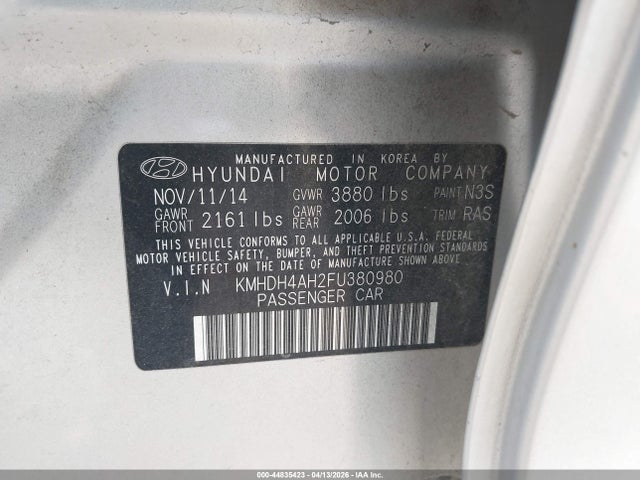 MANUFACTURED IN KOREA BY
HYUNDAI MOTOR COMPANY
NOV/11/14 GVWR 3880 lbs PAINT N3S
GAWR FRONT 2161 lbs GAWR REAR 2006 lbs TRIM RAS
THIS VEHICLE CONFORMS TO ALL APPLICABLE U.S.A. FEDERAL
MOTOR VEHICLE SAFETY, BUMPER, AND THEFT PREVENTION STANDARDS
IN EFFECT ON THE DATE OF MANUFACTURE SHOWN ABOVE.
V.I.N KMHDH4AH2FU380980
PASSENGER CAR
000-44835423 - 04/13/2026 - IAA Inc.